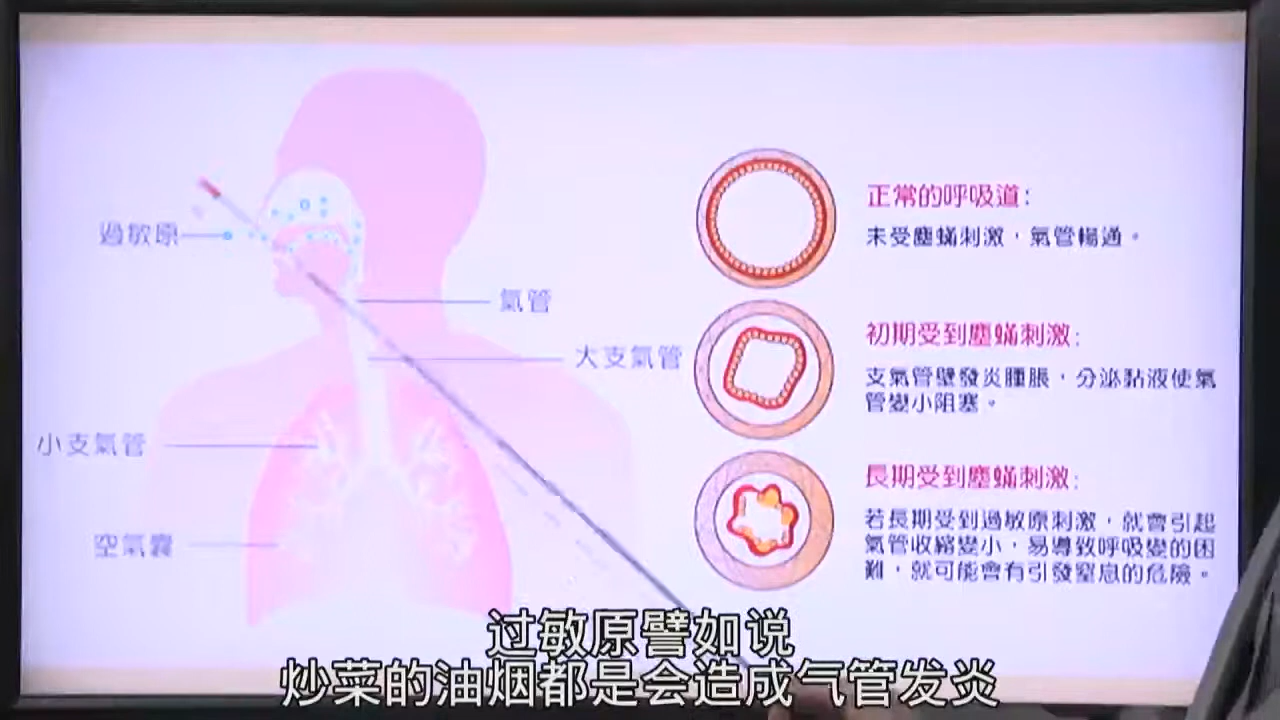 過敏原
氣管
大支氣管
小支氣管
空氣囊
正常的呼吸道:
未受塵蟎刺激,氣管暢通。
初期受到塵蟎刺激:
支氣管壁發炎腫脹,分泌黏液使氣
管變小阻塞。
長期受到塵蟎刺激:
若長期受到過敏原刺激,就會引起
氣管收縮變小,易導致呼吸變的困
難,就可能會有引發窒息的危險。
过敏原譬如说
炒菜的油烟都是会造成气管发炎